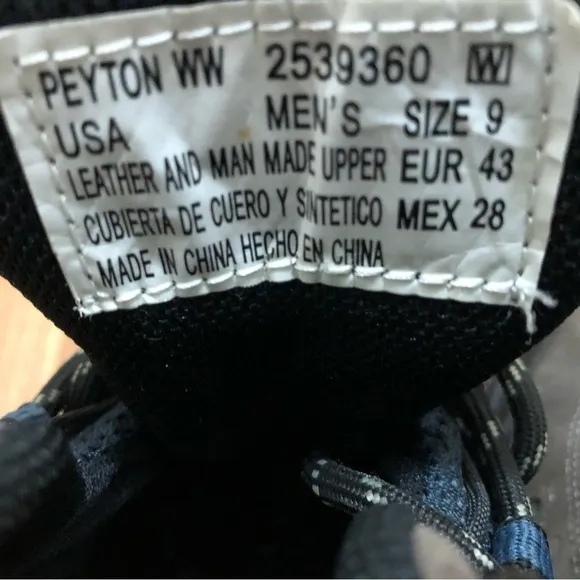 PEYTON WW 2539360 W
USA MEN'S SIZE 9
LEATHER AND MAN MADE UPPER EUR 43
CUBIERTA DE CUERO Y SINTETICO MEX 28
MADE IN CHINA HECHO EN CHINA